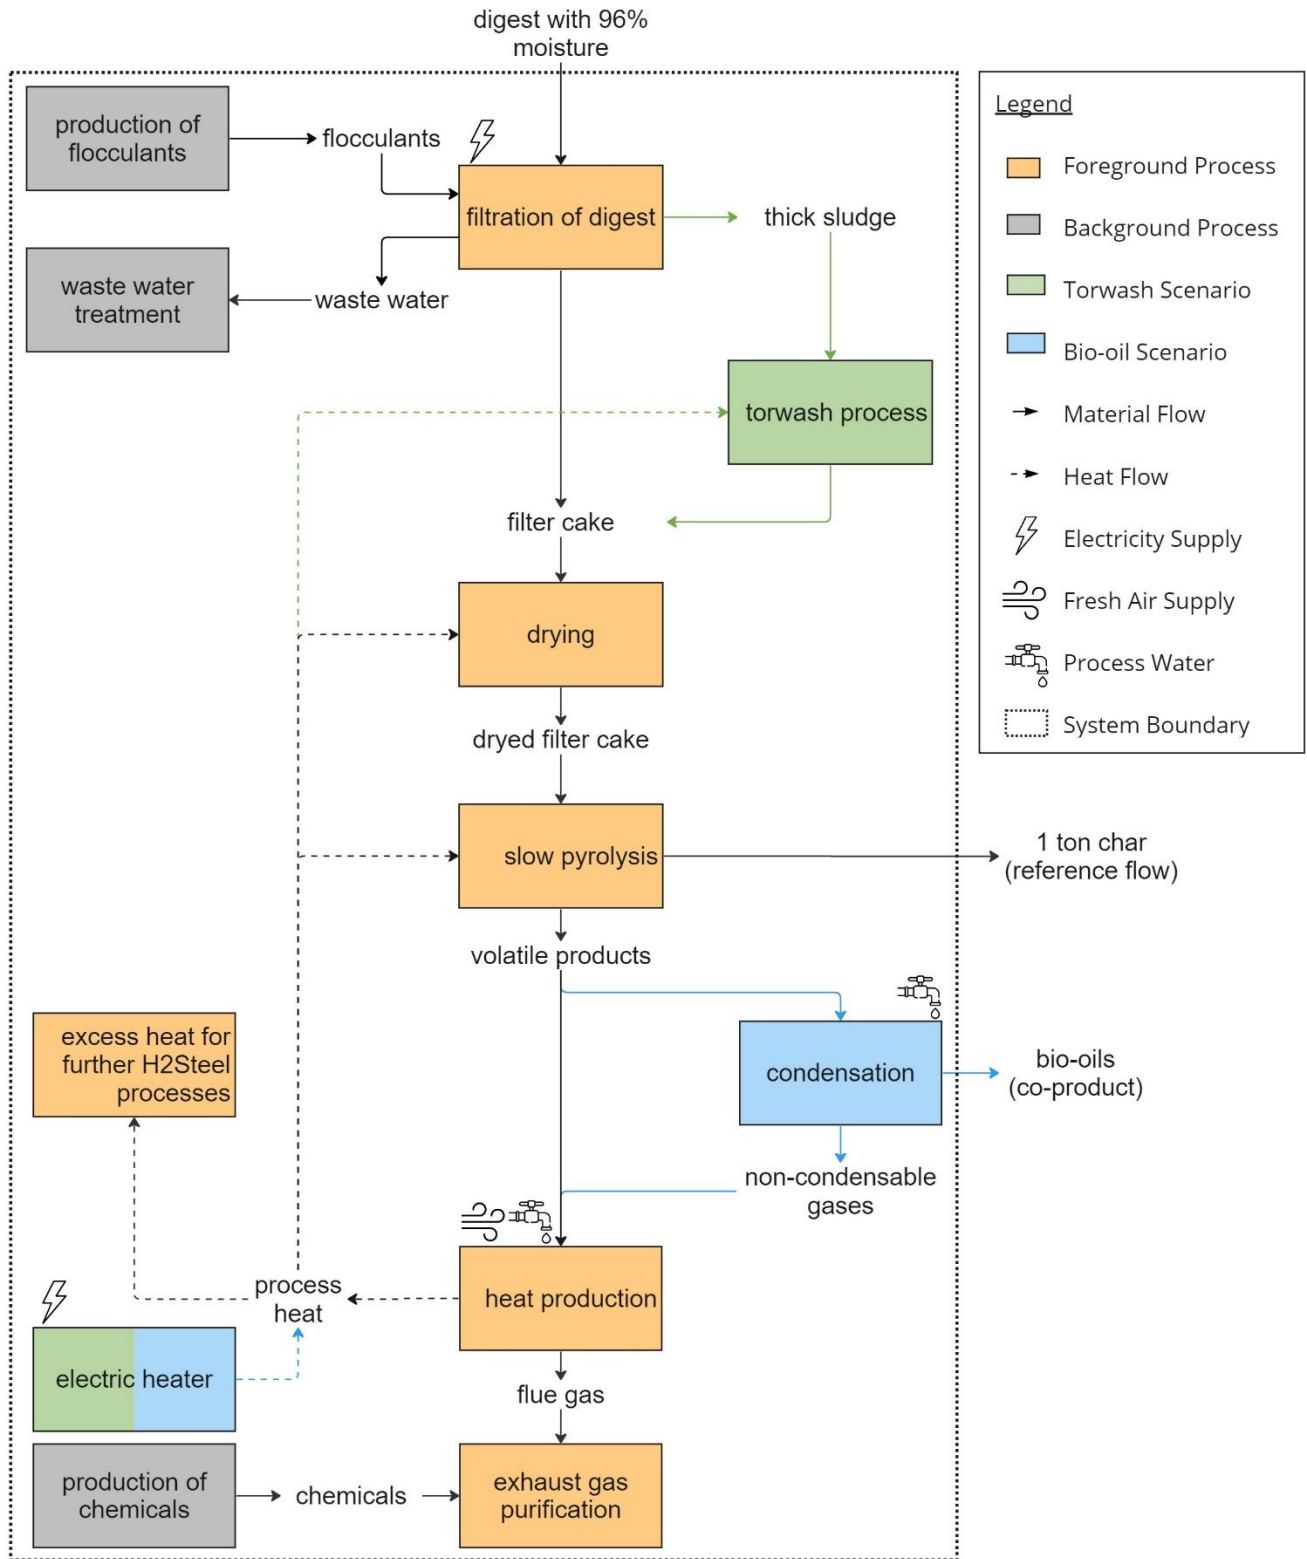 digest with 96%
moisture
production of
flocculants
flocculants
filtration of digest
thick sludge
waste water
treatment
waste water
torwash process
filter cake
drying
dryed filter cake
slow pyrolysis
1 ton char
(reference flow)
volatile products
excess heat for
further H2Steel
processes
condensation
bio-oils
(co-product)
non-condensable
gases
process
heat
heat production
electric heater
flue gas
production of
chemicals
chemicals
exhaust gas
purification
Legend
Foreground Process
Background Process
Torwash Scenario
Bio-oil Scenario
Material Flow
Heat Flow
Electricity Supply
Fresh Air Supply
Process Water
System Boundary